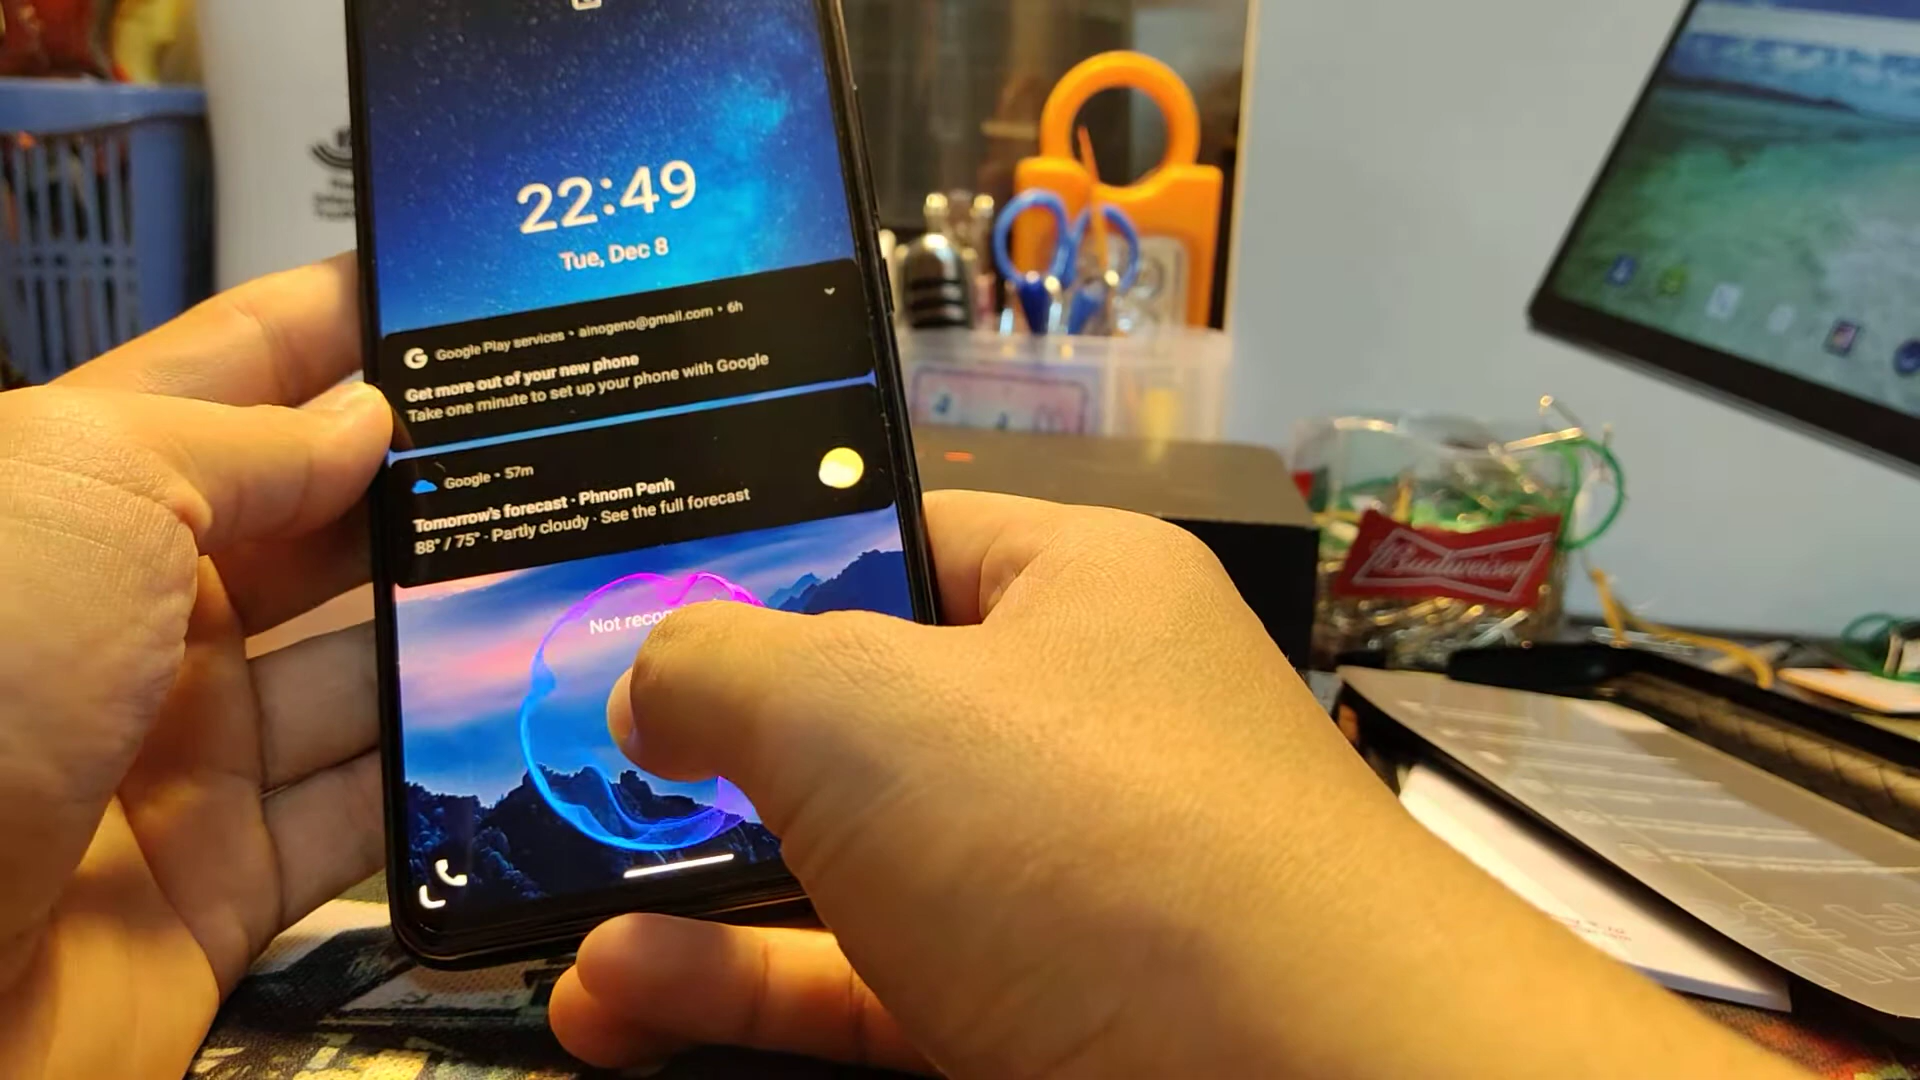 22:49
Tue, Dec 8
Google Play services • ainogeno@gmail.com • 6h
Get more out of your new phone
Take one minute to set up your phone with Google
Google • 57m
Tomorrow's forecast · Phnom Penh
88° / 75° · Partly cloudy · See the full forecast
Not
Budweiser